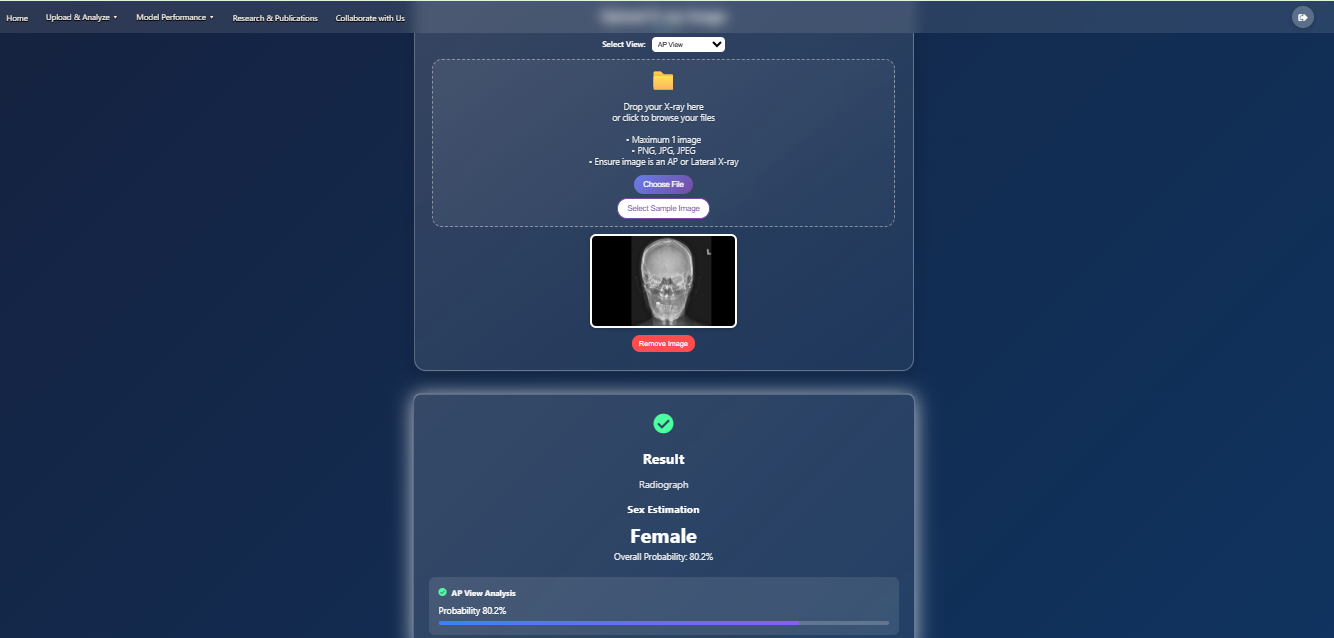 Home
Upload & Analyze
Model Performance
Research & Publications
Collaborate with Us
Select View:
AP View
Drop your X-ray here
or click to browse your files
• Maximum 1 image
• PNG, JPG, JPEG
• Ensure image is an AP or Lateral X-ray
Choose File
Select Sample Image
L
Remove Image
Result
Radiograph
Sex Estimation
Female
Overall Probability: 80.2%
AP View Analysis
Probability 80.2%